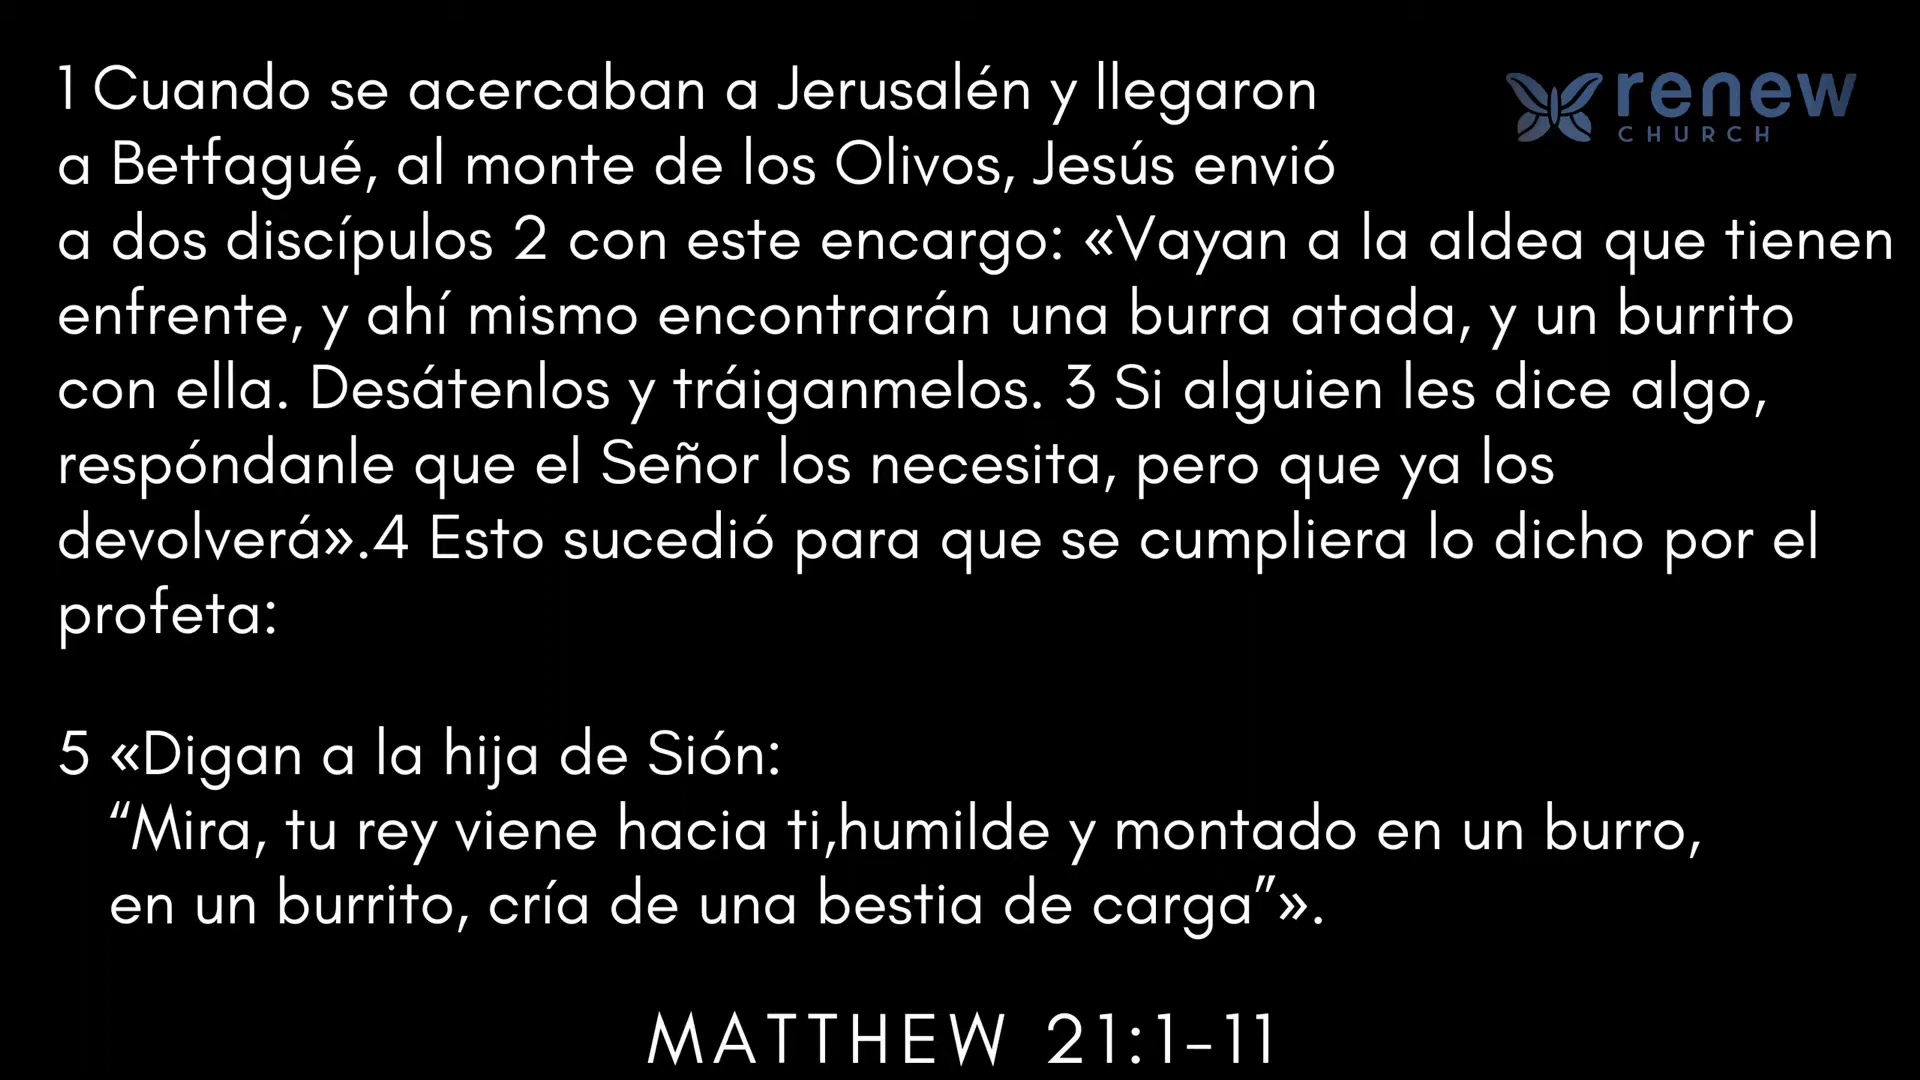 1 Cuando se acercaban a Jerusalén y llegaron
a Betfagué, al monte de los Olivos, Jesús envió
a dos discípulos 2 con este encargo: «Vayan a la aldea que tienen
enfrente, y ahí mismo encontrarán una burra atada, y un burrito
con ella. Desátenlos y tráiganmelos. 3 Si alguien les dice algo,
respóndanle que el Señor los necesita, pero que ya los
devolverá».4 Esto sucedió para que se cumpliera lo dicho por el
profeta:
5 «Digan a la hija de Sión:
“Mira, tu rey viene hacia ti,humilde y montado en un burro,
en un burrito, cría de una bestia de carga”».
MATTHEW 21:1-11
renew
CHURCH